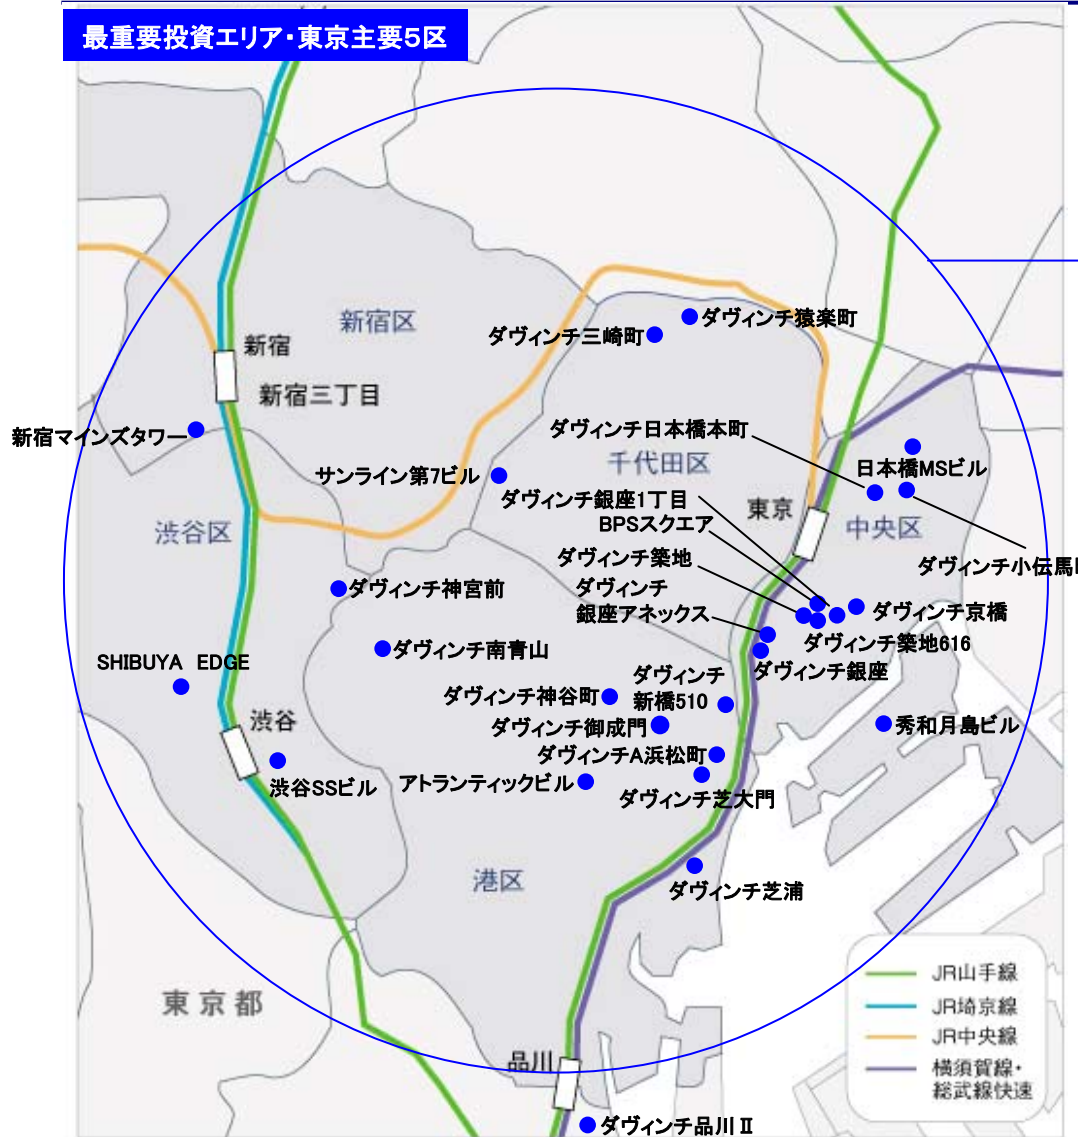 最重要投資エリア・東京主要5区
新宿区
ダヴィンチ猿楽町
ダヴィンチ三崎町
新宿
新宿三丁目
新宿マインズタワー
ダヴィンチ日本橋本町
千代田区
日本橋MSビル
サンライン第7ビル
ダヴィンチ銀座1丁目
東京
BPSスクエア
中央区
渋谷区
ダヴィンチ築地
ダヴィンチ小伝馬
ダヴィンチ神宮前
ダヴィンチ
銀座アネックス
ダヴィンチ京橋
ダヴィンチ築地616
ダヴィンチ南青山
ダヴィンチ銀座
SHIBUYA EDGE
ダヴィンチ
新橋510
ダヴィンチ神谷町
渋谷
ダヴィンチ御成門
秀和月島ビル
ダヴィンチA浜松町
アトランティックビル
渋谷SSビル
ダヴィンチ芝大門
港区
ダヴィンチ芝浦
JR山手線
東京都
JR埼京線
JR中央線
品川
横須賀線・
総武線快速
ダヴィンチ品川Ⅱ